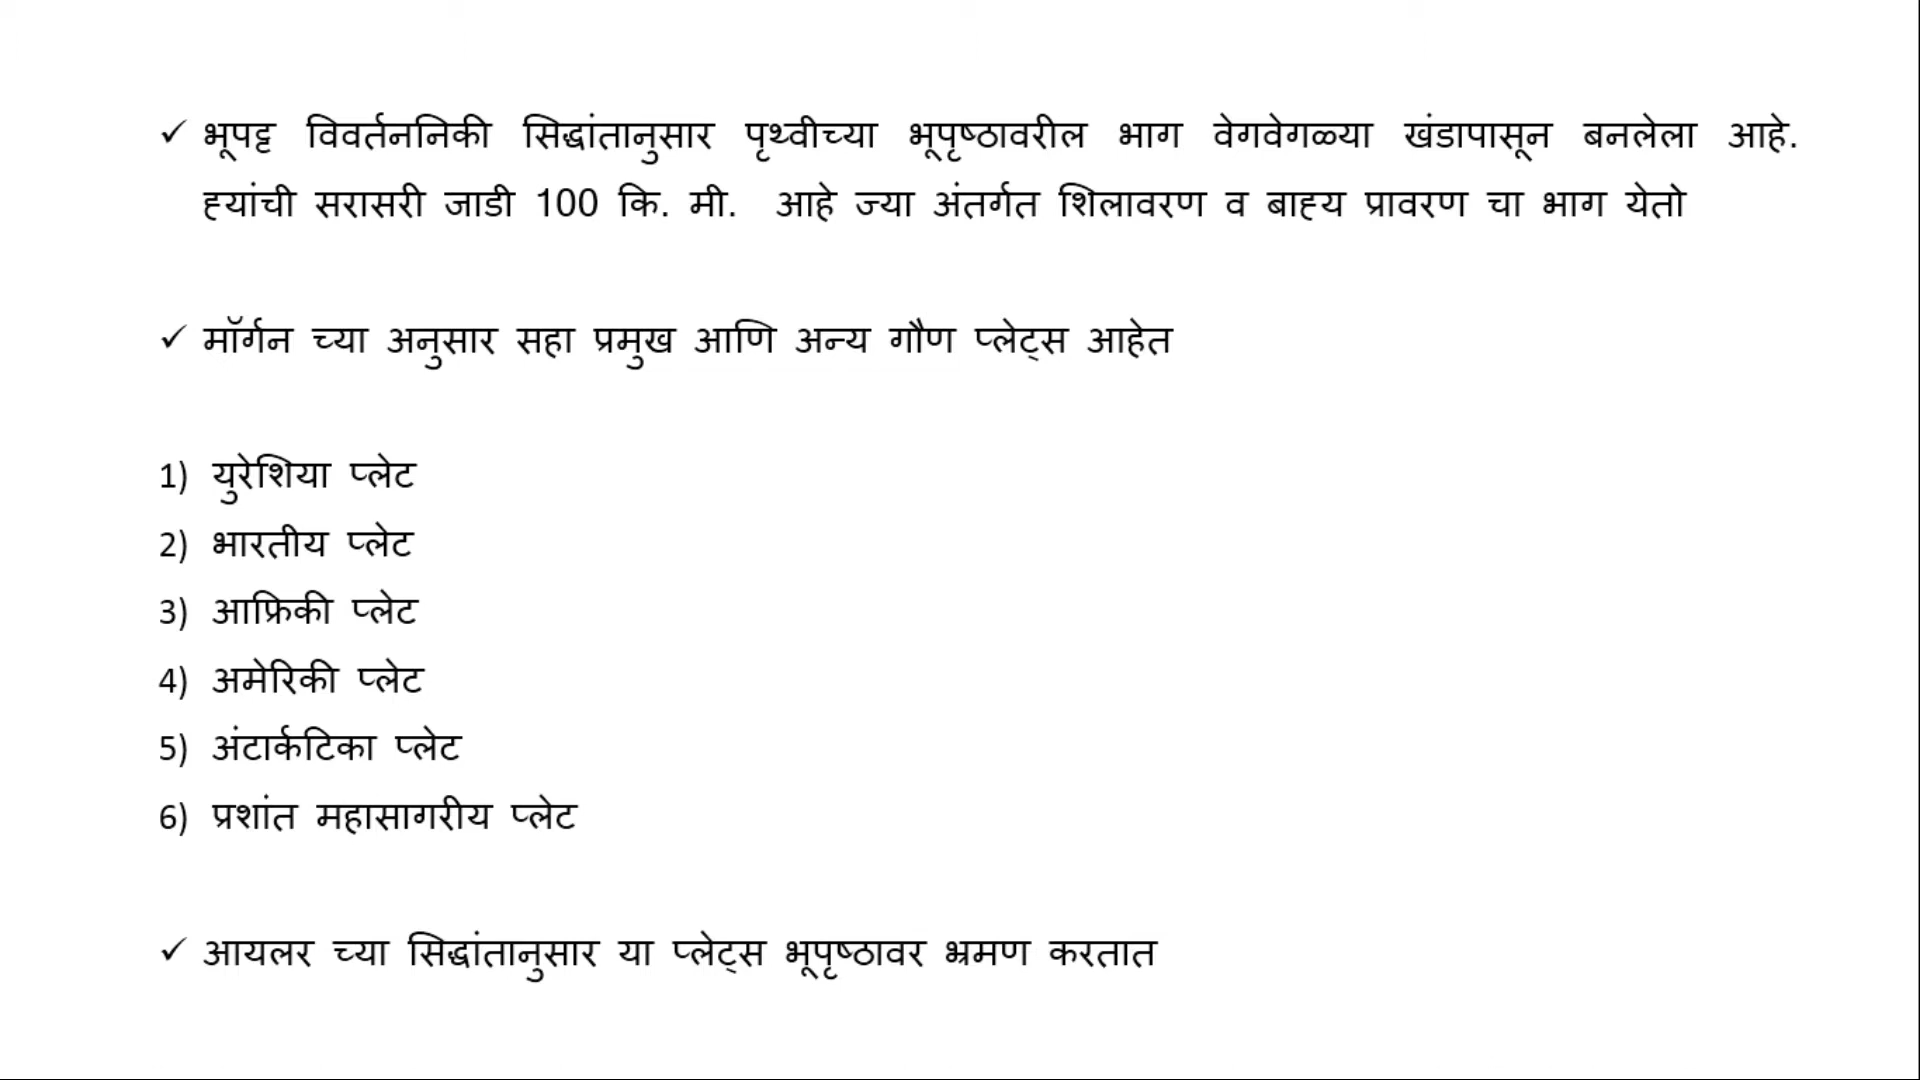 ✓ भूपट्ट विवर्तननिकी सिद्धांतानुसार पृथ्वीच्या भूपृष्ठावरील भाग वेगवेगळ्या खंडापासून बनलेला आहे.
ह्यांची सरासरी जाडी 100 कि. मी. आहे ज्या अंतर्गत शिलावरण व बाह्य प्रावरण चा भाग येतो
✓ मॉर्गन च्या अनुसार सहा प्रमुख आणि अन्य गौण प्लेट्स आहेत
1) युरेशिया प्लेट
2) भारतीय प्लेट
3) आफ्रिकी प्लेट
4) अमेरिकी प्लेट
5) अंटार्कटिका प्लेट
6) प्रशांत महासागरीय प्लेट
✓ आयलर च्या सिद्धांतानुसार या प्लेट्स भूपृष्ठावर भ्रमण करतात